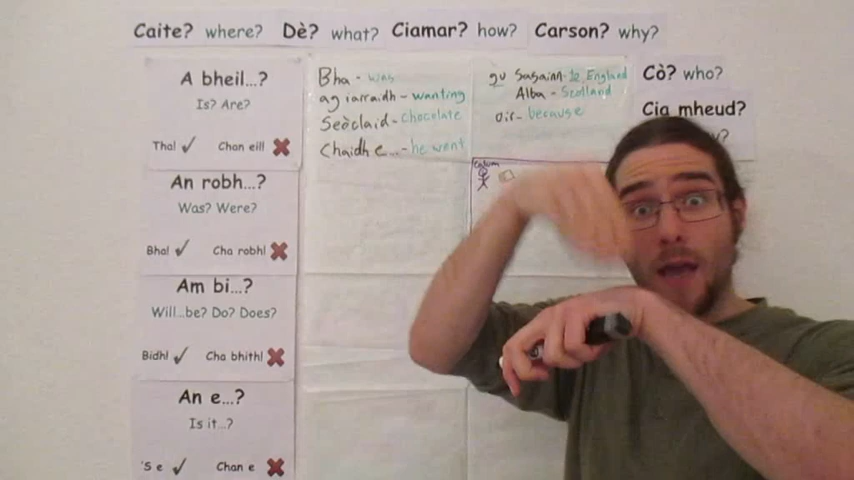 Caite? where?
Dè? what?
Ciamar? how?
Carson? why?
A bheil...?
Is? Are?
Tha! ✓ Chan eil! ✗
An robh...?
Was? Were?
Bha! ✓ Cha robh! ✗
Am bi...?
Will...be? Do? Does?
Bidh! ✓ Cha bhith! ✗
An e...?
Is it...?
'S e ✓ Chan e ✗
Bha - was
ag iarraidh - wanting
Seòclaid - chocolate
Chaidh e... - he went
gu Sasainn - to England
Alba - Scotland
oir - because
Calum
Cò? who?
Cia mheud?